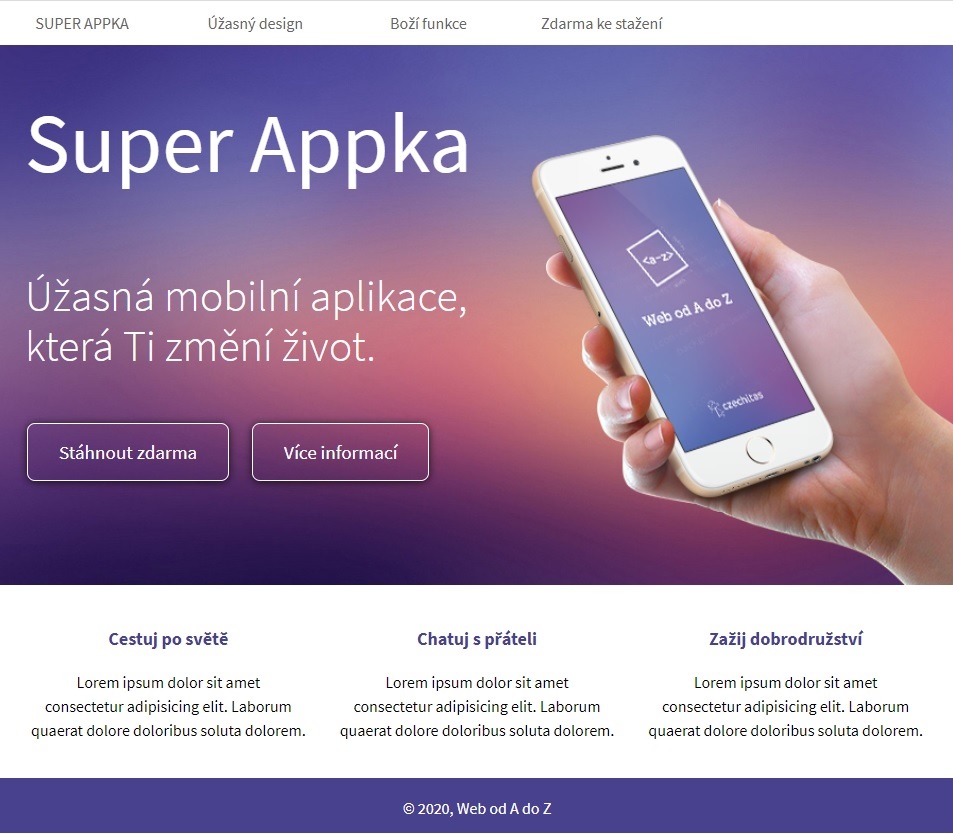 SUPER APPKA Úžasný design Boží funkce Zdarma ke stažení
Super Appka
Úžasná mobilní aplikace,
která Ti změní život.
Stáhnout zdarma Více informací
<a-z>
Web od A do Z
czechitas
Cestuj po světě
Lorem ipsum dolor sit amet
consectetur adipisicing elit. Laborum
quaerat dolore doloribus soluta dolorem.
Chatuj s přáteli
Lorem ipsum dolor sit amet
consectetur adipisicing elit. Laborum
quaerat dolore doloribus soluta dolorem.
Zažij dobrodružství
Lorem ipsum dolor sit amet
consectetur adipisicing elit. Laborum
quaerat dolore doloribus soluta dolorem.
© 2020, Web od A do Z